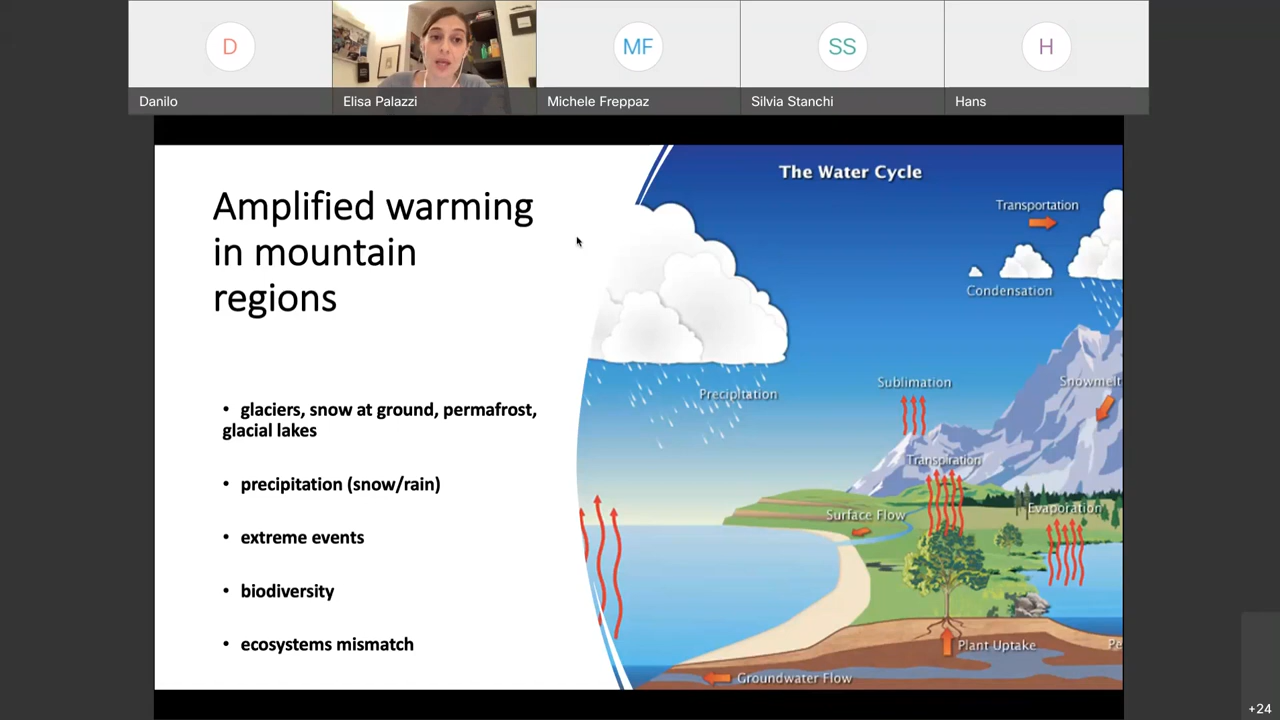 D
MF
SS
H
Danilo
Elisa Palazzi
Michele Freppaz
Silvia Stanchi
Hans
Amplified warming
in mountain
regions
• glaciers, snow at ground, permafrost,
glacial lakes
• precipitation (snow/rain)
• extreme events
• biodiversity
• ecosystems mismatch
The Water Cycle
Transportation
Condensation
Precipitation
Sublimation
Snowmelt
Transpiration
Surface Flow
Evaporation
Plant Uptake
Pe
Groundwater Flow
+24